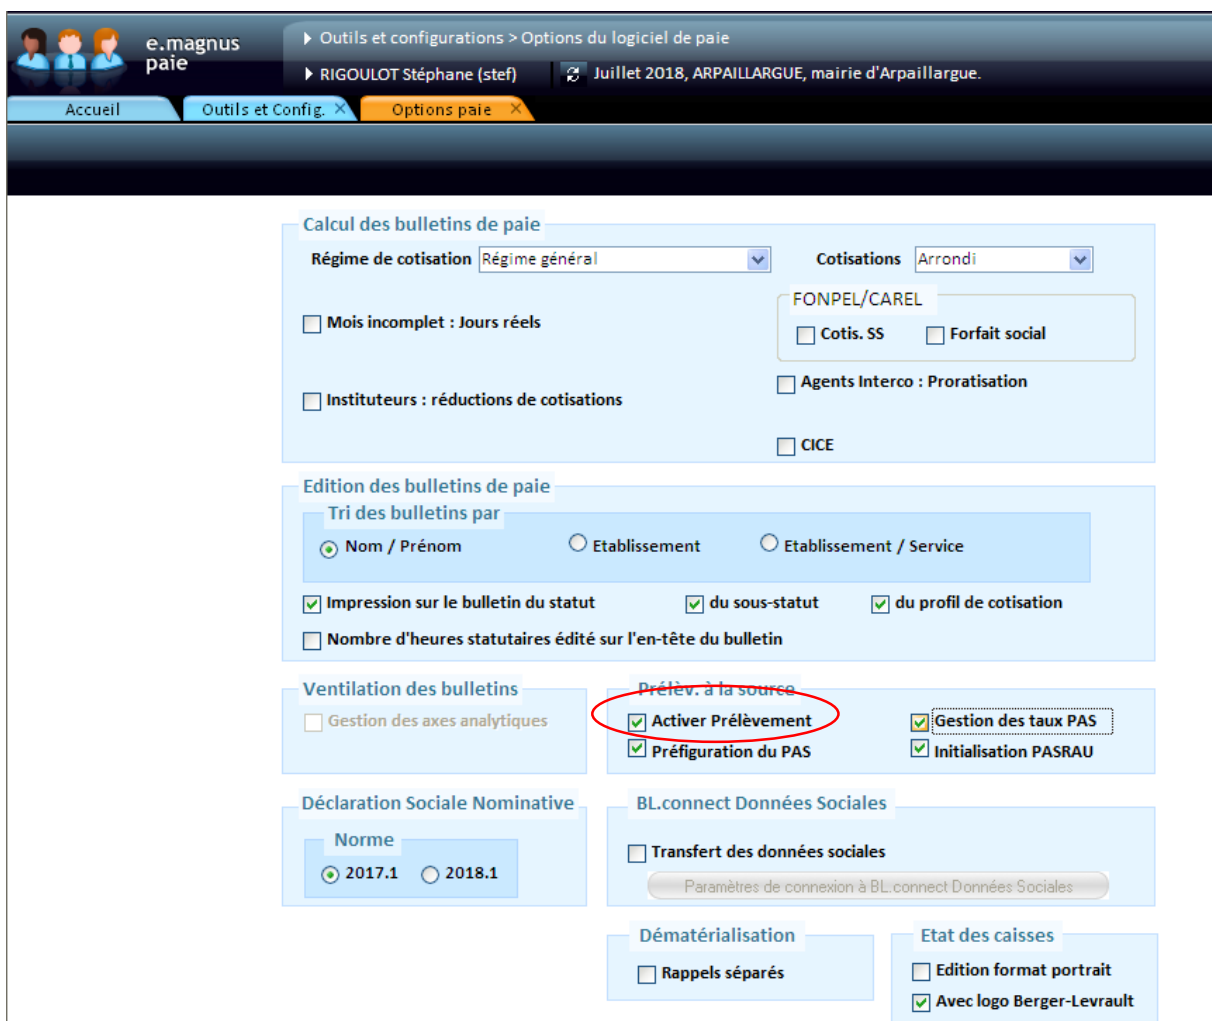 e.magnus
paie
Outils et configurations > Options du logiciel de paie
RIGOULOT Stéphane (stef)
Juillet 2018, ARPAILLARGUE, mairie d'Arpaillargue.
Accueil
Outils et Config.
Options paie
Calcul des bulletins de paie
Régime de cotisation Régime général
Cotisations Arrondi
FONPEL/CAREL
Mois incomplet : Jours réels
Cotis. SS
Forfait social
Agents Interco : Proratisation
Instituteurs : réductions de cotisations
CICE
Edition des bulletins de paie
Tri des bulletins par
Nom / Prénom
Etablissement
Etablissement / Service
Impression sur le bulletin du statut
du sous-statut
du profil de cotisation
Nombre d'heures statutaires édité sur l'en-tête du bulletin
Ventilation des bulletins
Gestion des axes analytiques
Prélèv. à la source
Activer Prélèvement
Gestion des taux PAS
Préfiguration du PAS
Initialisation PASRAU
Déclaration Sociale Nominative
Norme
2017.1
2018.1
BL.connect Données Sociales
Transfert des données sociales
Paramètres de connexion à BL.connect Données Sociales
Dématérialisation
Rappels séparés
Etat des caisses
Edition format portrait
Avec logo Berger-Levrault